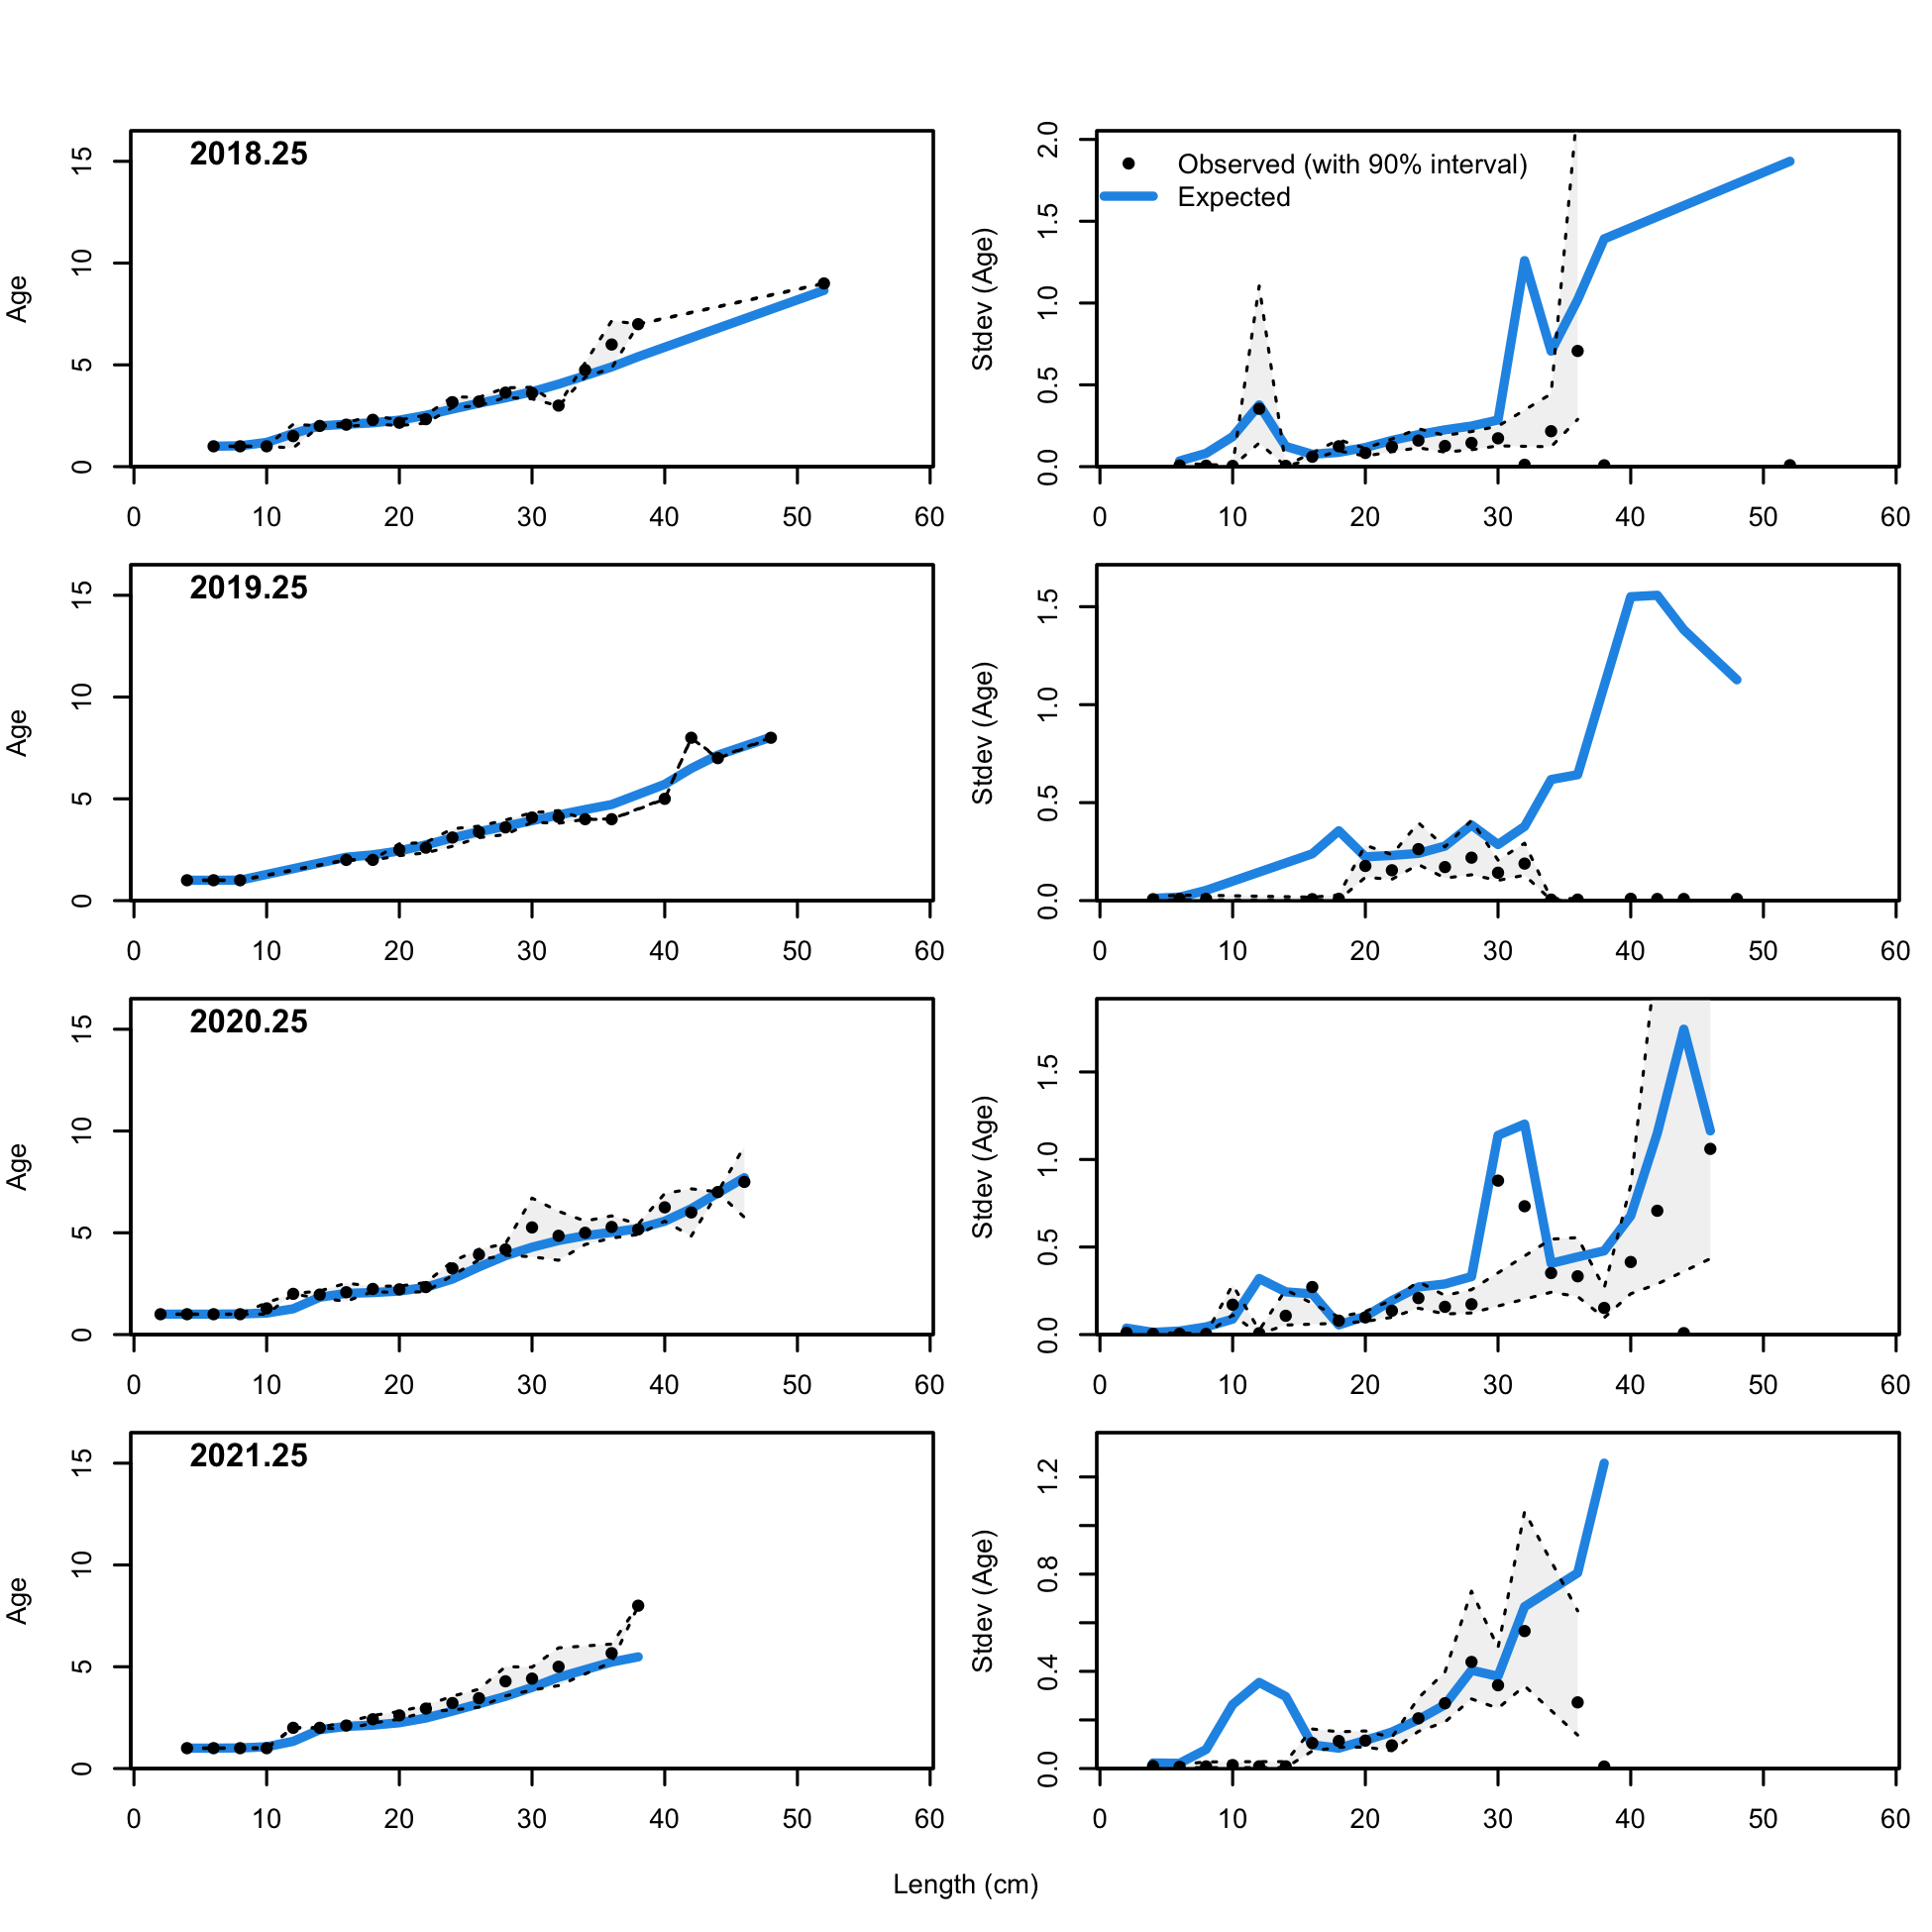 2018.25
Age
0 5 10 15
0 10 20 30 40 50 60
Observed (with 90% interval)
Expected
Stdev (Age)
0.0 0.5 1.0 1.5 2.0
0 10 20 30 40 50 60
2019.25
Age
0 5 10 15
0 10 20 30 40 50 60
Stdev (Age)
0.0 0.5 1.0 1.5
0 10 20 30 40 50 60
2020.25
Age
0 5 10 15
0 10 20 30 40 50 60
Stdev (Age)
0.0 0.5 1.0 1.5
0 10 20 30 40 50 60
2021.25
Age
0 5 10 15
0 10 20 30 40 50 60
Stdev (Age)
0.0 0.4 0.8 1.2
0 10 20 30 40 50 60
Length (cm)